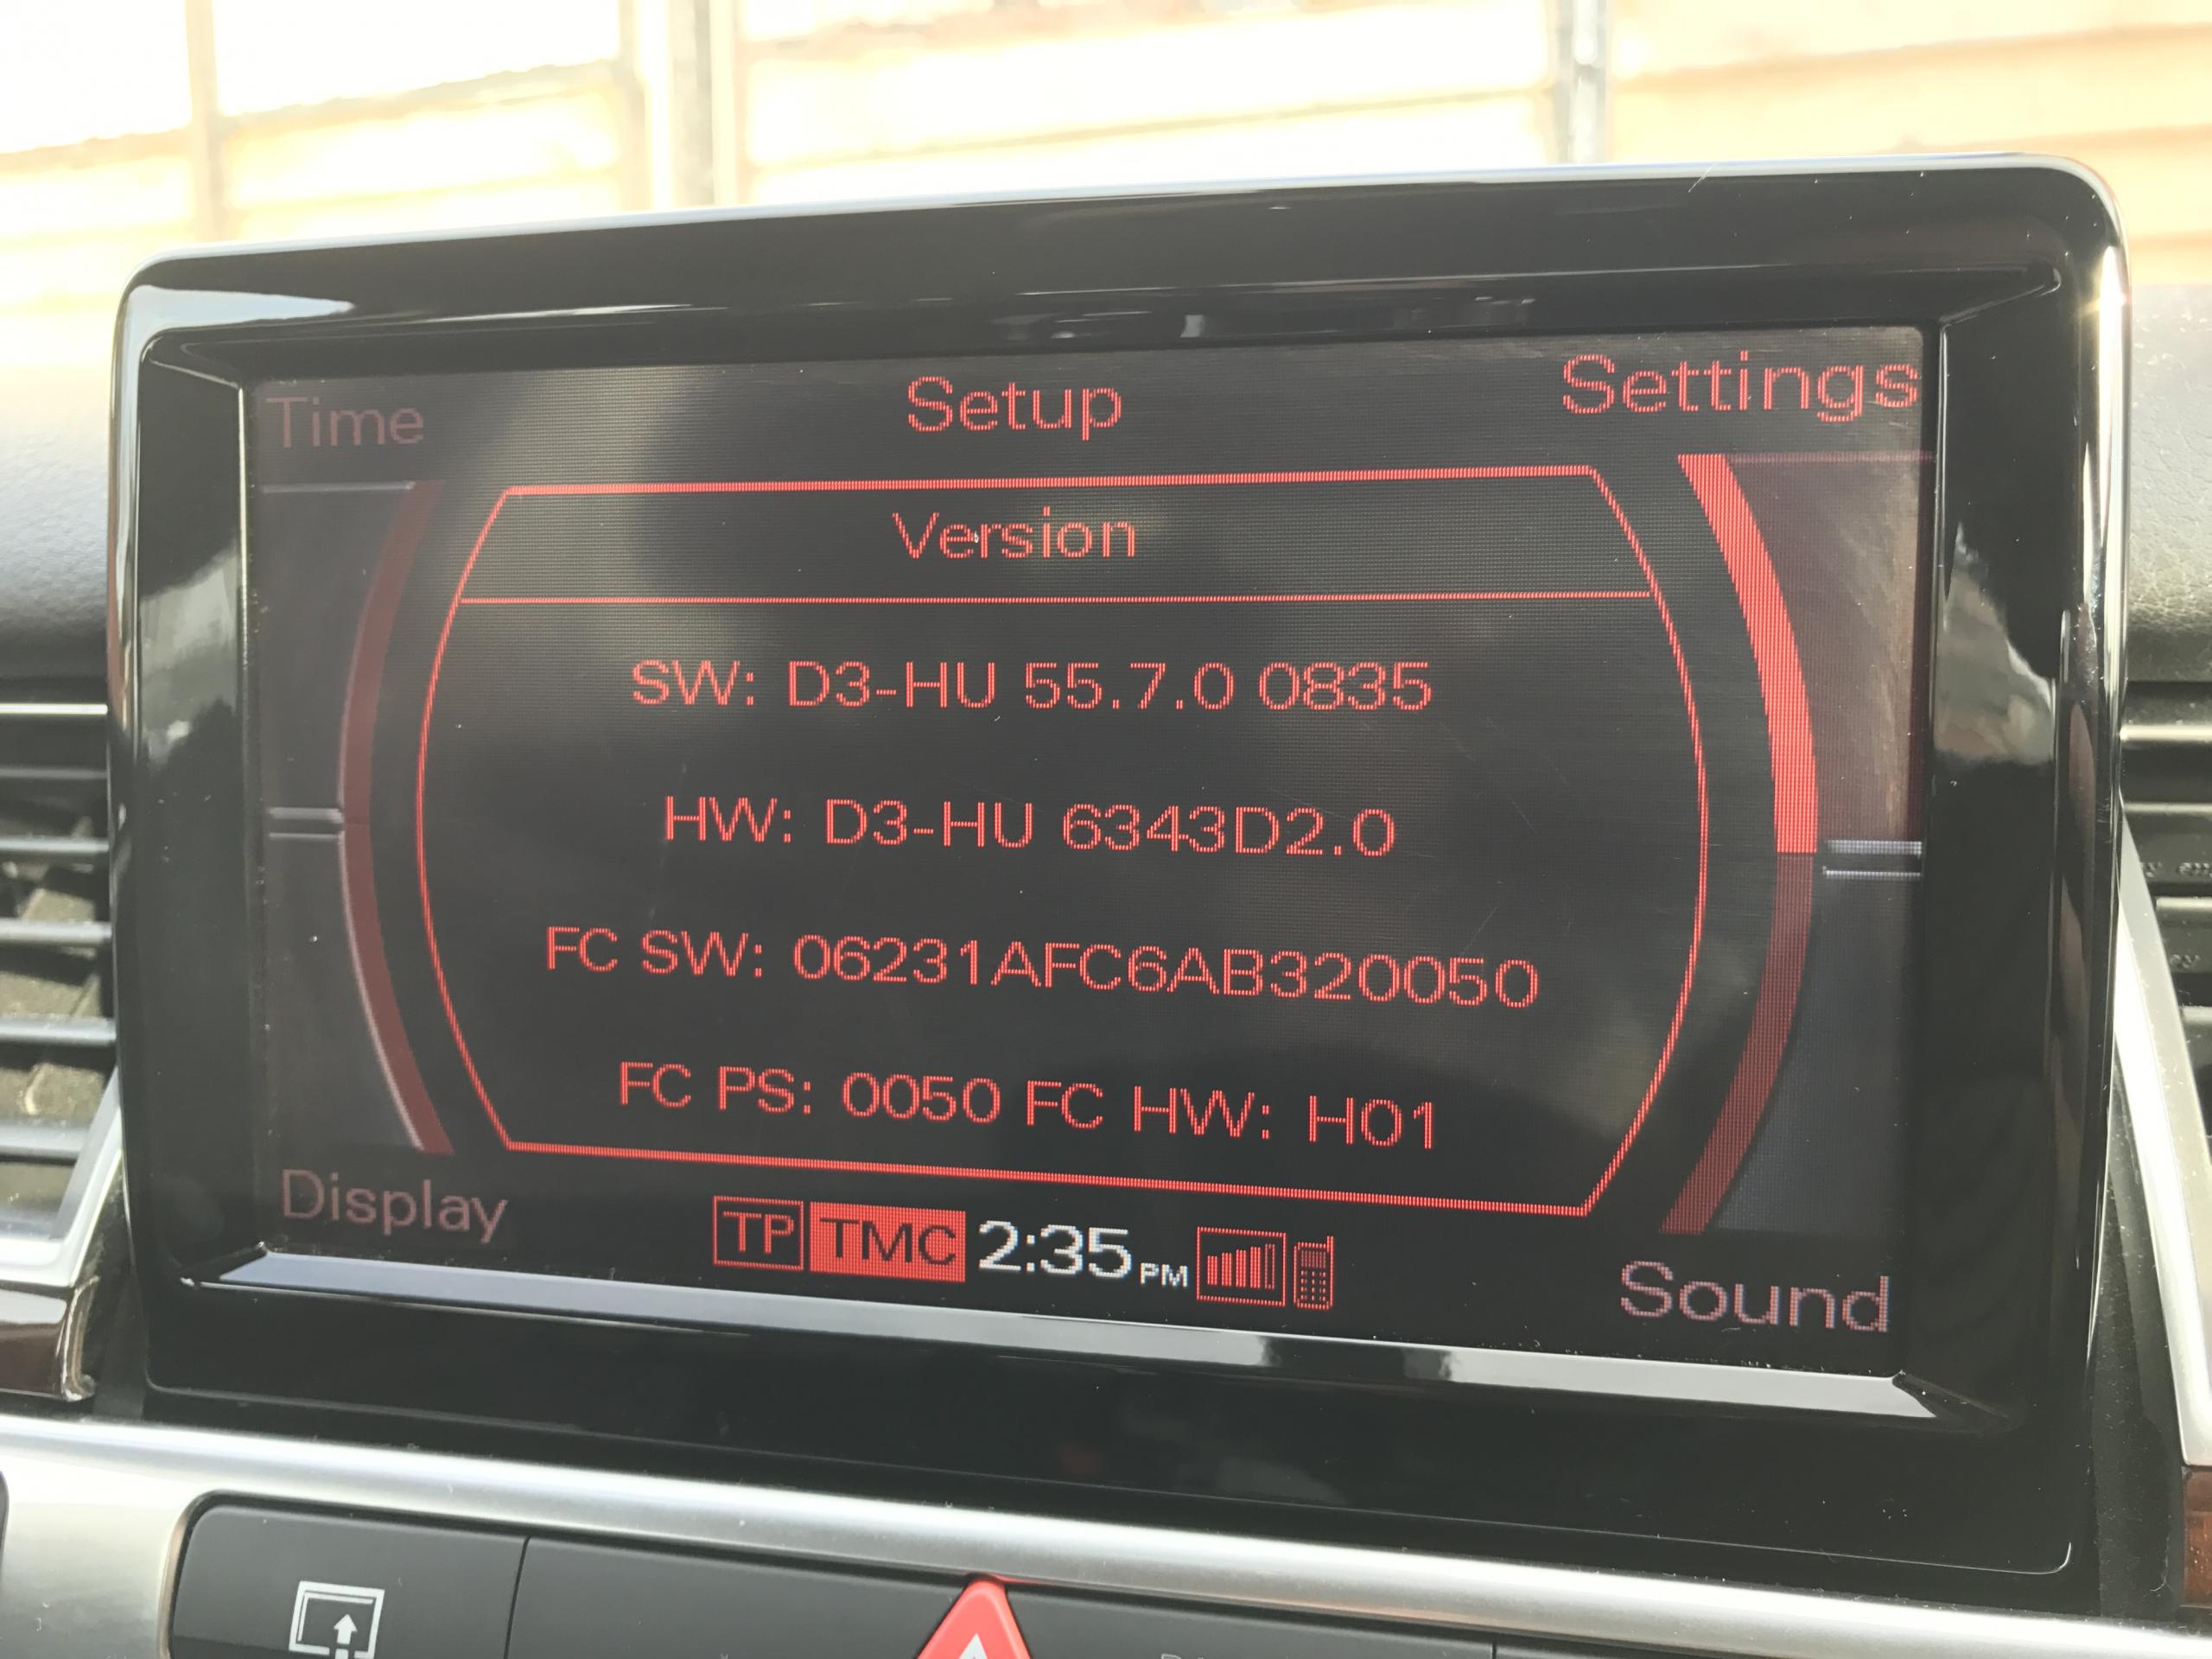 Time Setup Settings
Version
SW: D3-HU 55.7.0 0835
HW: D3-HU 6343D2.0
FC SW: 06231AFC6AB320050
FC PS: 0050 FC HW: H01
Display TP TMC 2:35 PM Sound